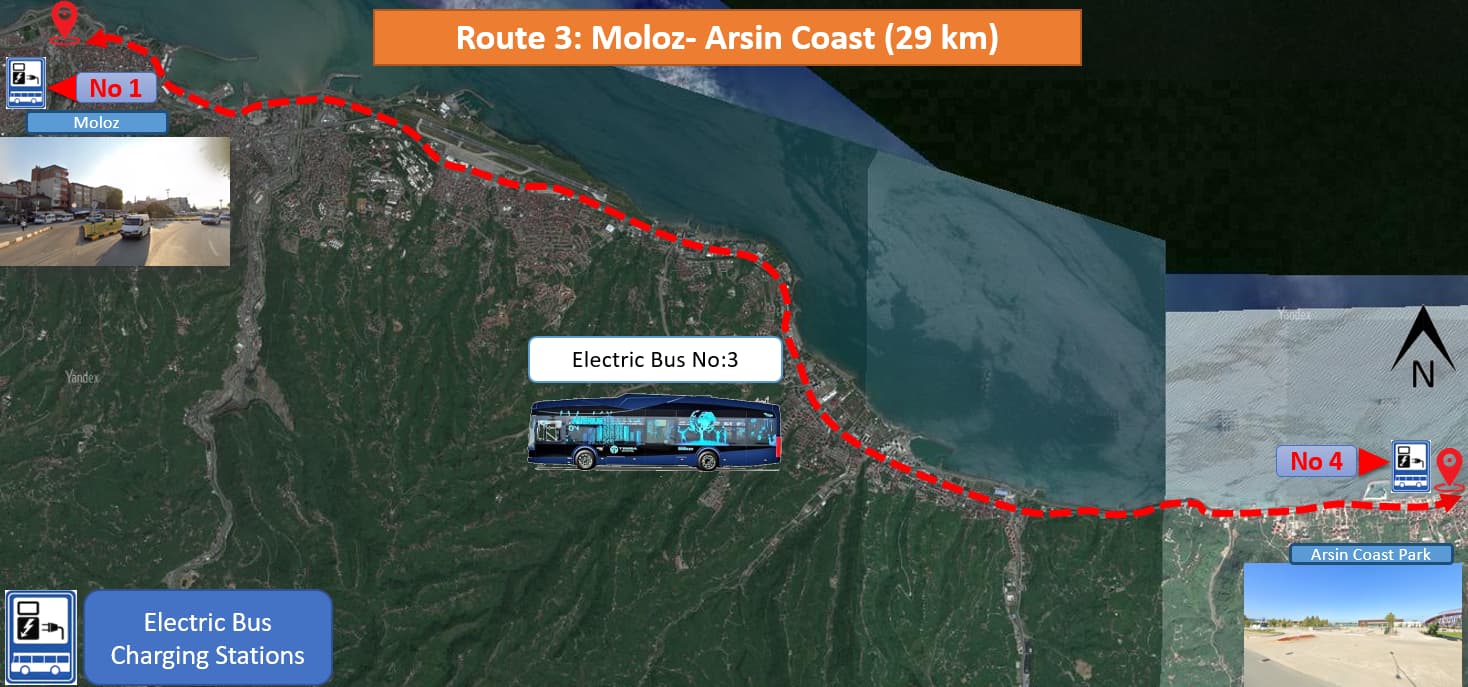 Route 3: Moloz- Arsin Coast (29 km)
No 1
Moloz
Yandex
Electric Bus No:3
Yandex
N
No 4
Arsin Coast Park
Electric Bus
Charging Stations